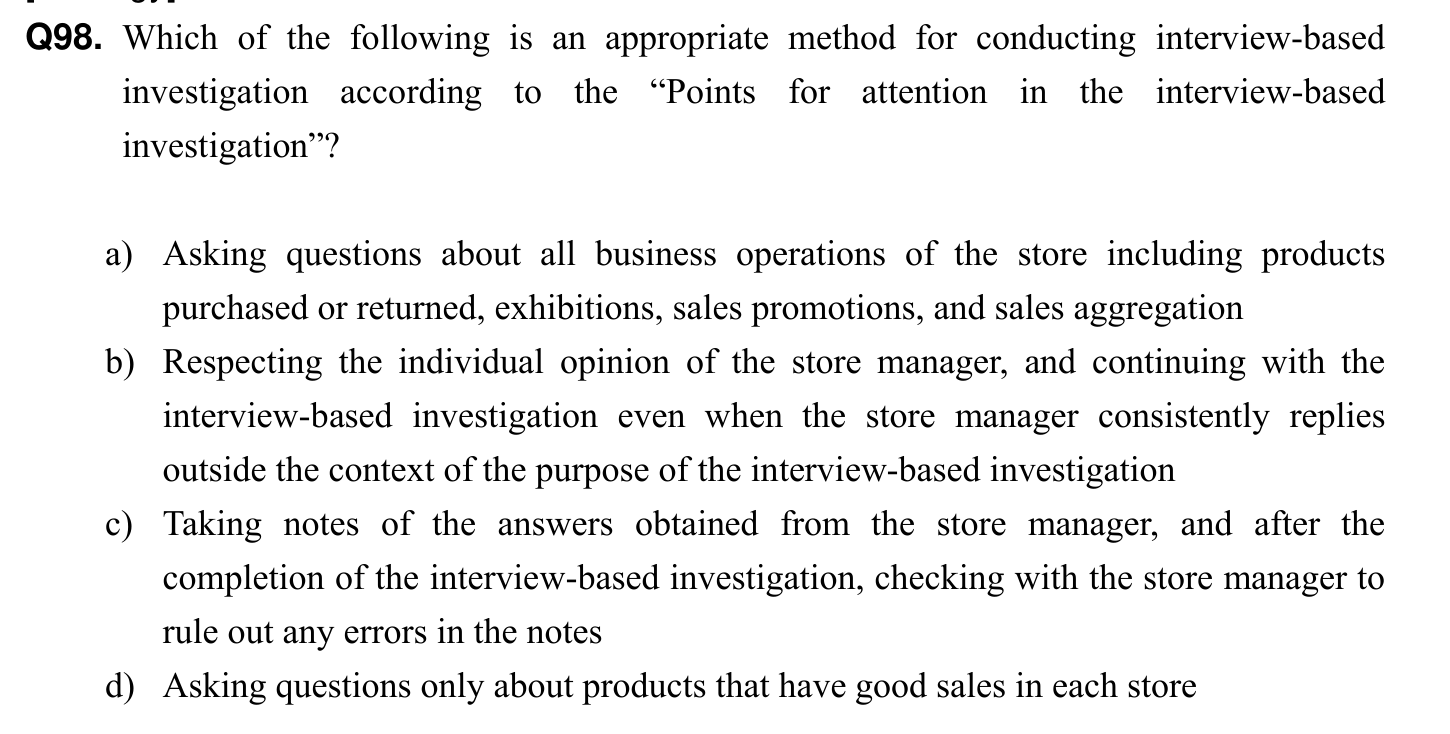 Q98. Which of the following is an appropriate method for conducting interview-based
investigation according to the “Points for attention in the interview-based
investigation”?
a) Asking questions about all business operations of the store including products
purchased or returned, exhibitions, sales promotions, and sales aggregation
b) Respecting the individual opinion of the store manager, and continuing with the
interview-based investigation even when the store manager consistently replies
outside the context of the purpose of the interview-based investigation
c) Taking notes of the answers obtained from the store manager, and after the
completion of the interview-based investigation, checking with the store manager to
rule out any errors in the notes
d) Asking questions only about products that have good sales in each store